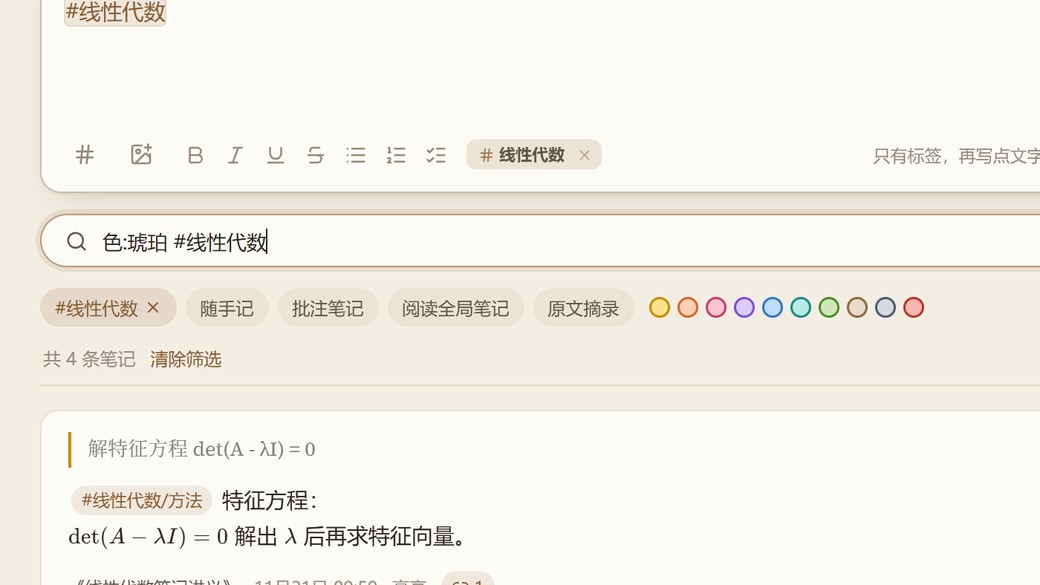 #线性代数
# 线性代数 ×
只有标签，再写点文字
色:琥珀 #线性代数
#线性代数 × 随手记 批注笔记 阅读全局笔记 原文摘录
共 4 条笔记 清除筛选
解特征方程 det(A - λI) = 0
#线性代数/方法 特征方程：
det(A − λI) = 0 解出 λ 后再求特征向量。